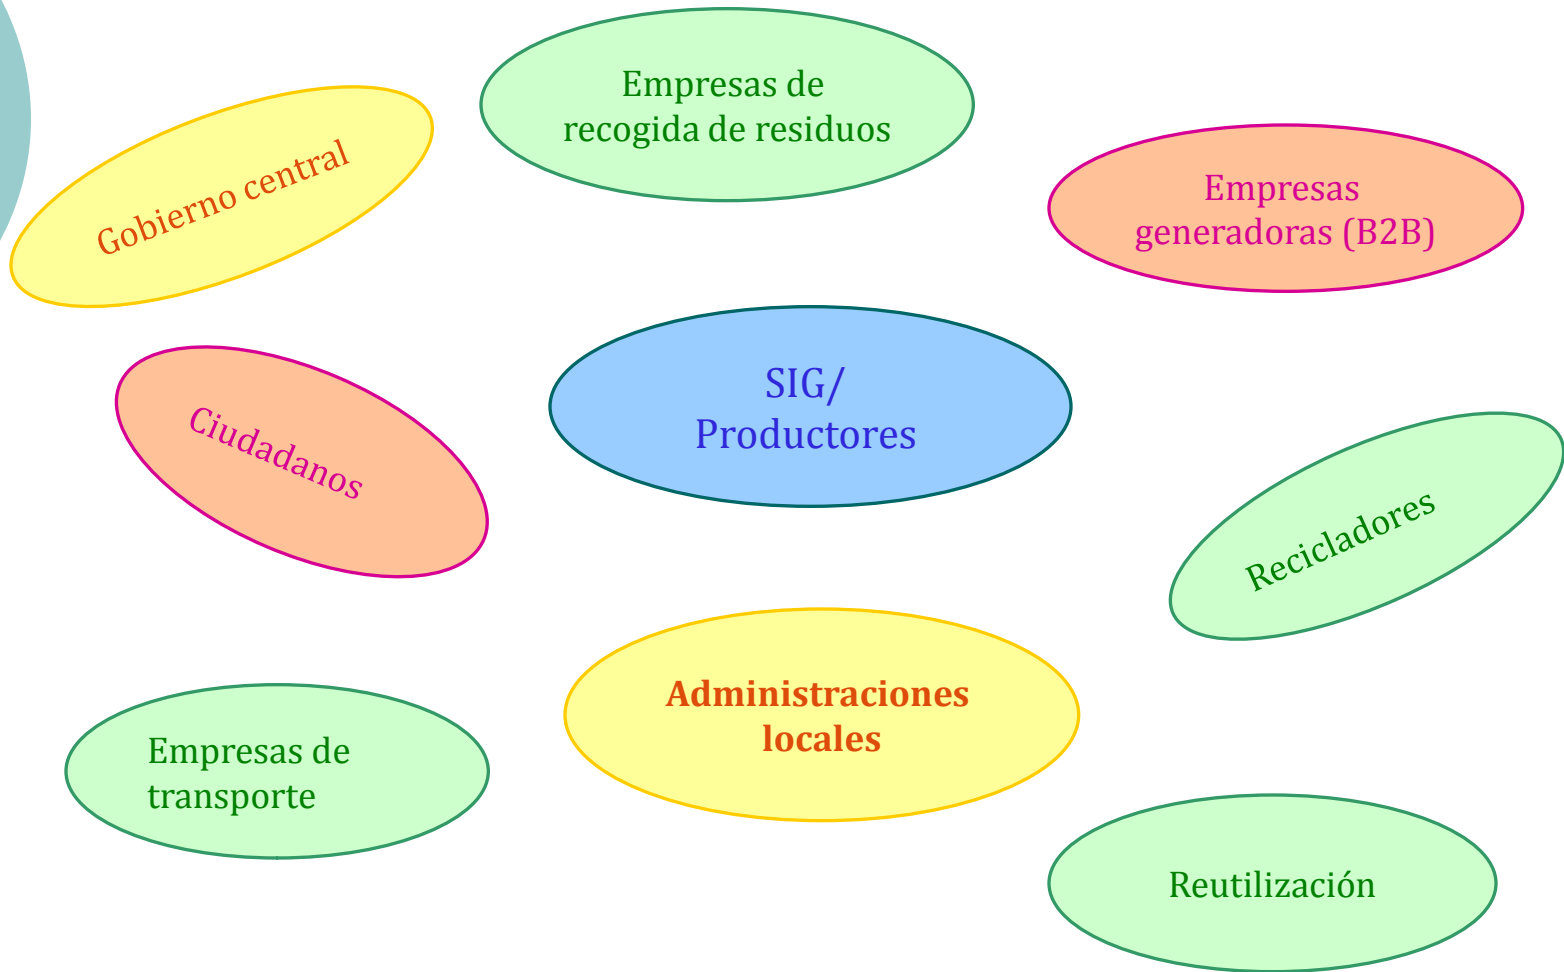 Empresas de
recogida de residuos
Gobierno central
Empresas
generadoras (B2B)
SIG/
Productores
Ciudadanos
Recicladores
Administraciones
locales
Empresas de
transporte
Reutilización